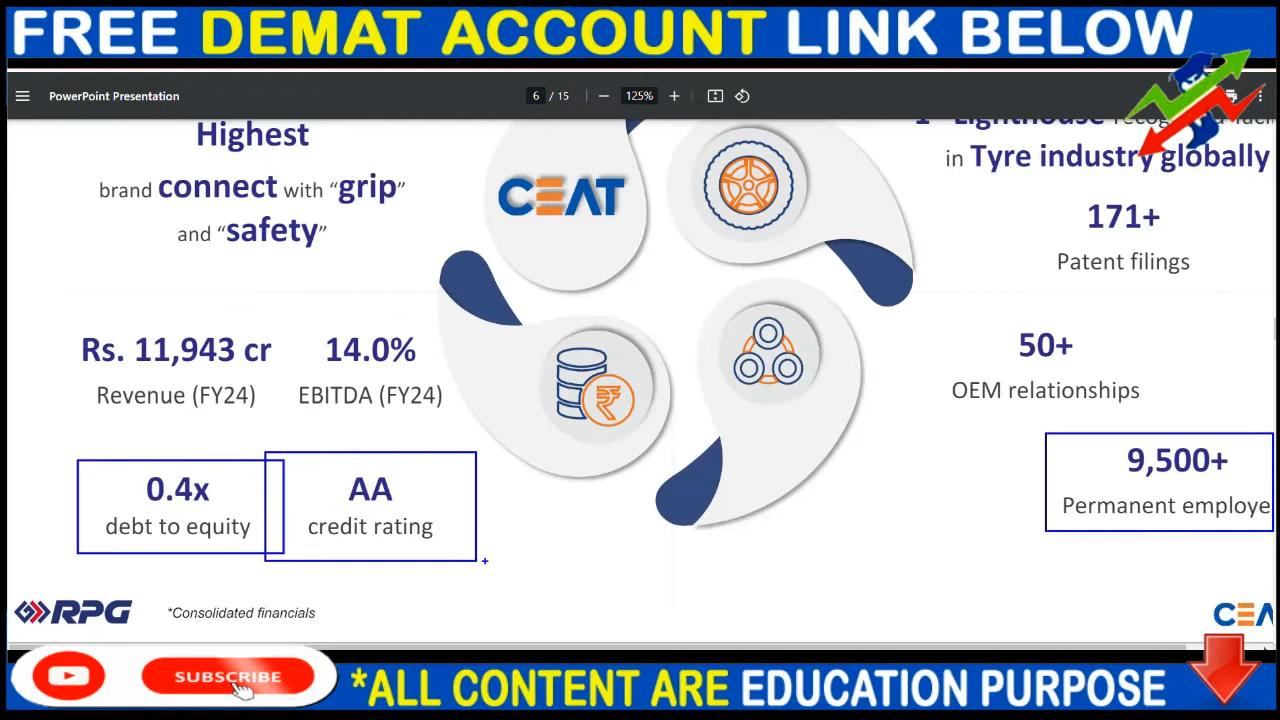 FREE DEMAT ACCOUNT LINK BELOW
PowerPoint Presentation
6 / 15
125%
Highest
brand connect with “grip”
and “safety”
CEAT
Lighthouse
in Tyre industry globally
171+
Patent filings
Rs. 11,943 cr
Revenue (FY24)
14.0%
EBITDA (FY24)
50+
OEM relationships
0.4x
debt to equity
AA
credit rating
9,500+
Permanent employe
RPG
*Consolidated financials
CEA
SUBSCRIBE
*ALL CONTENT ARE EDUCATION PURPOSE